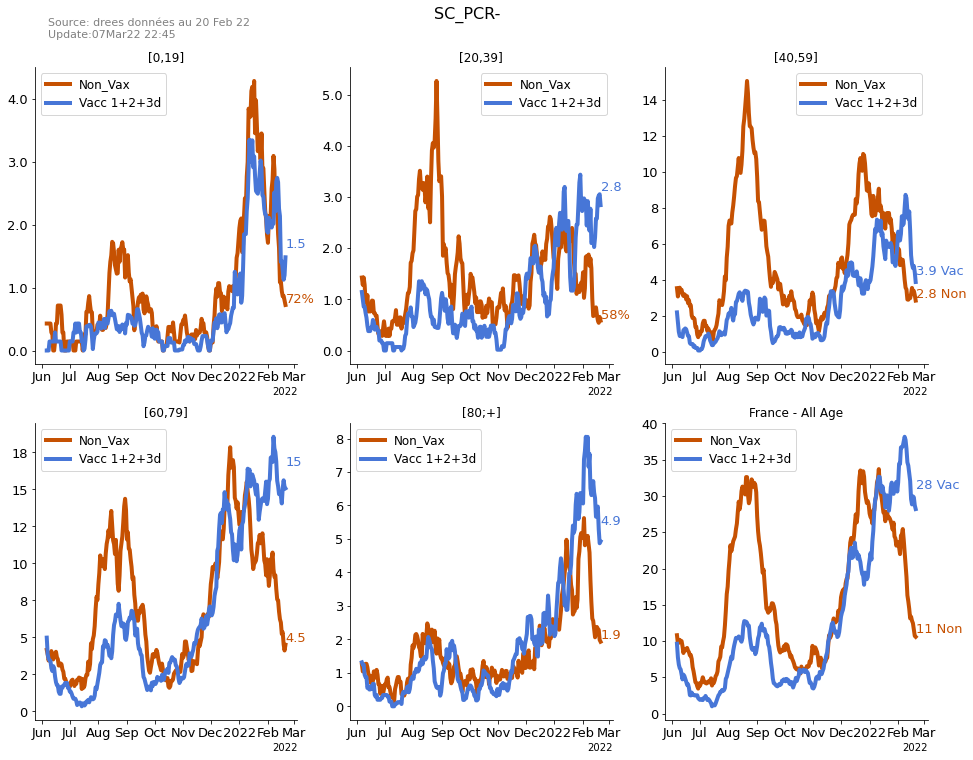 SC_PCR-
Source: drees données au 20 Feb 22
Update:07Mar22 22:45
[0,19]
Non_Vax
Vacc 1+2+3d
4.0
3.0
2.0
1.0
0.0
1.5
72%
Jun Jul Aug Sep Oct Nov Dec 2022 Feb Mar
2022
[20,39]
Non_Vax
Vacc 1+2+3d
5.0
4.0
3.0
2.0
1.0
0.0
2.8
58%
Jun Jul Aug Sep Oct Nov Dec 2022 Feb Mar
2022
[40,59]
Non_Vax
Vacc 1+2+3d
14
12
10
8
6
4
2
0
3.9 Vac
2.8 Non
Jun Jul Aug Sep Oct Nov Dec 2022 Feb Mar
2022
[60,79]
Non_Vax
Vacc 1+2+3d
18
15
12
10
8
5
2
0
15
4.5
Jun Jul Aug Sep Oct Nov Dec 2022 Feb Mar
2022
[80;+]
Non_Vax
Vacc 1+2+3d
8
7
6
5
4
3
2
1
0
4.9
1.9
Jun Jul Aug Sep Oct Nov Dec 2022 Feb Mar
2022
France - All Age
Non_Vax
Vacc 1+2+3d
40
35
30
25
20
15
10
5
0
28 Vac
11 Non
Jun Jul Aug Sep Oct Nov Dec 2022 Feb Mar
2022